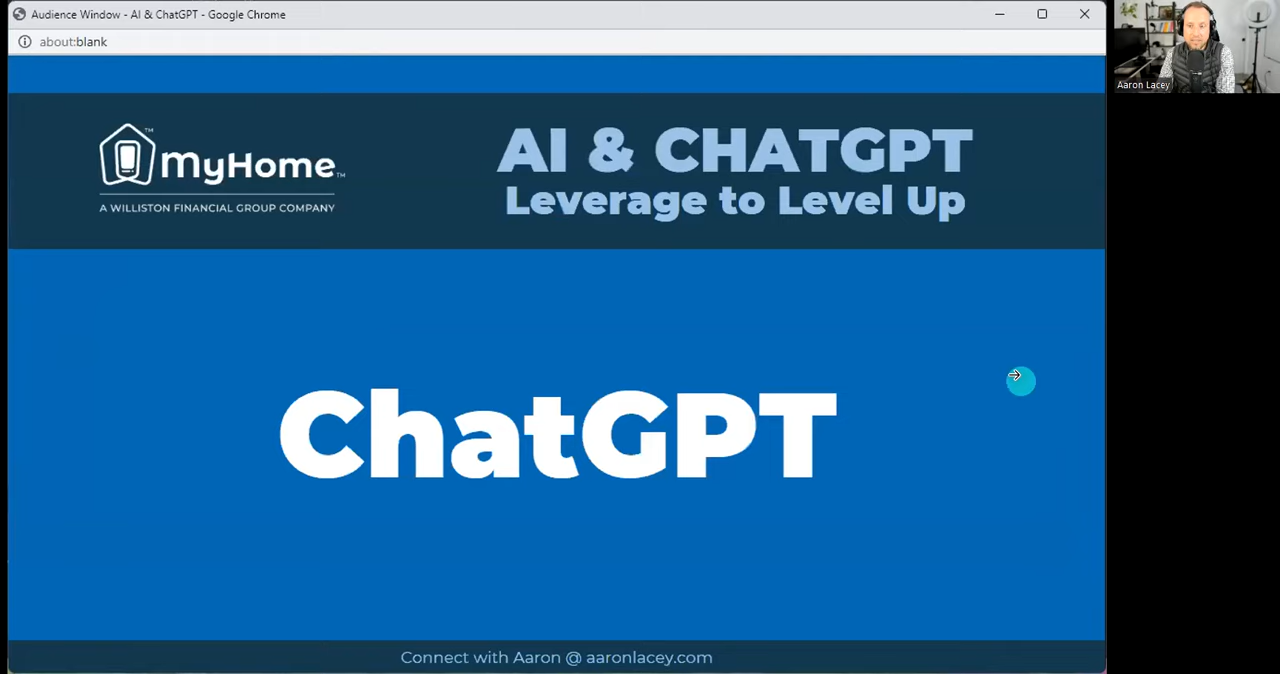 Audience Window - AI & ChatGPT - Google Chrome
about:blank
Aaron Lacey
MyHome™
A WILLISTON FINANCIAL GROUP COMPANY
AI & CHATGPT
Leverage to Level Up
ChatGPT
Connect with Aaron @ aaronlacey.com